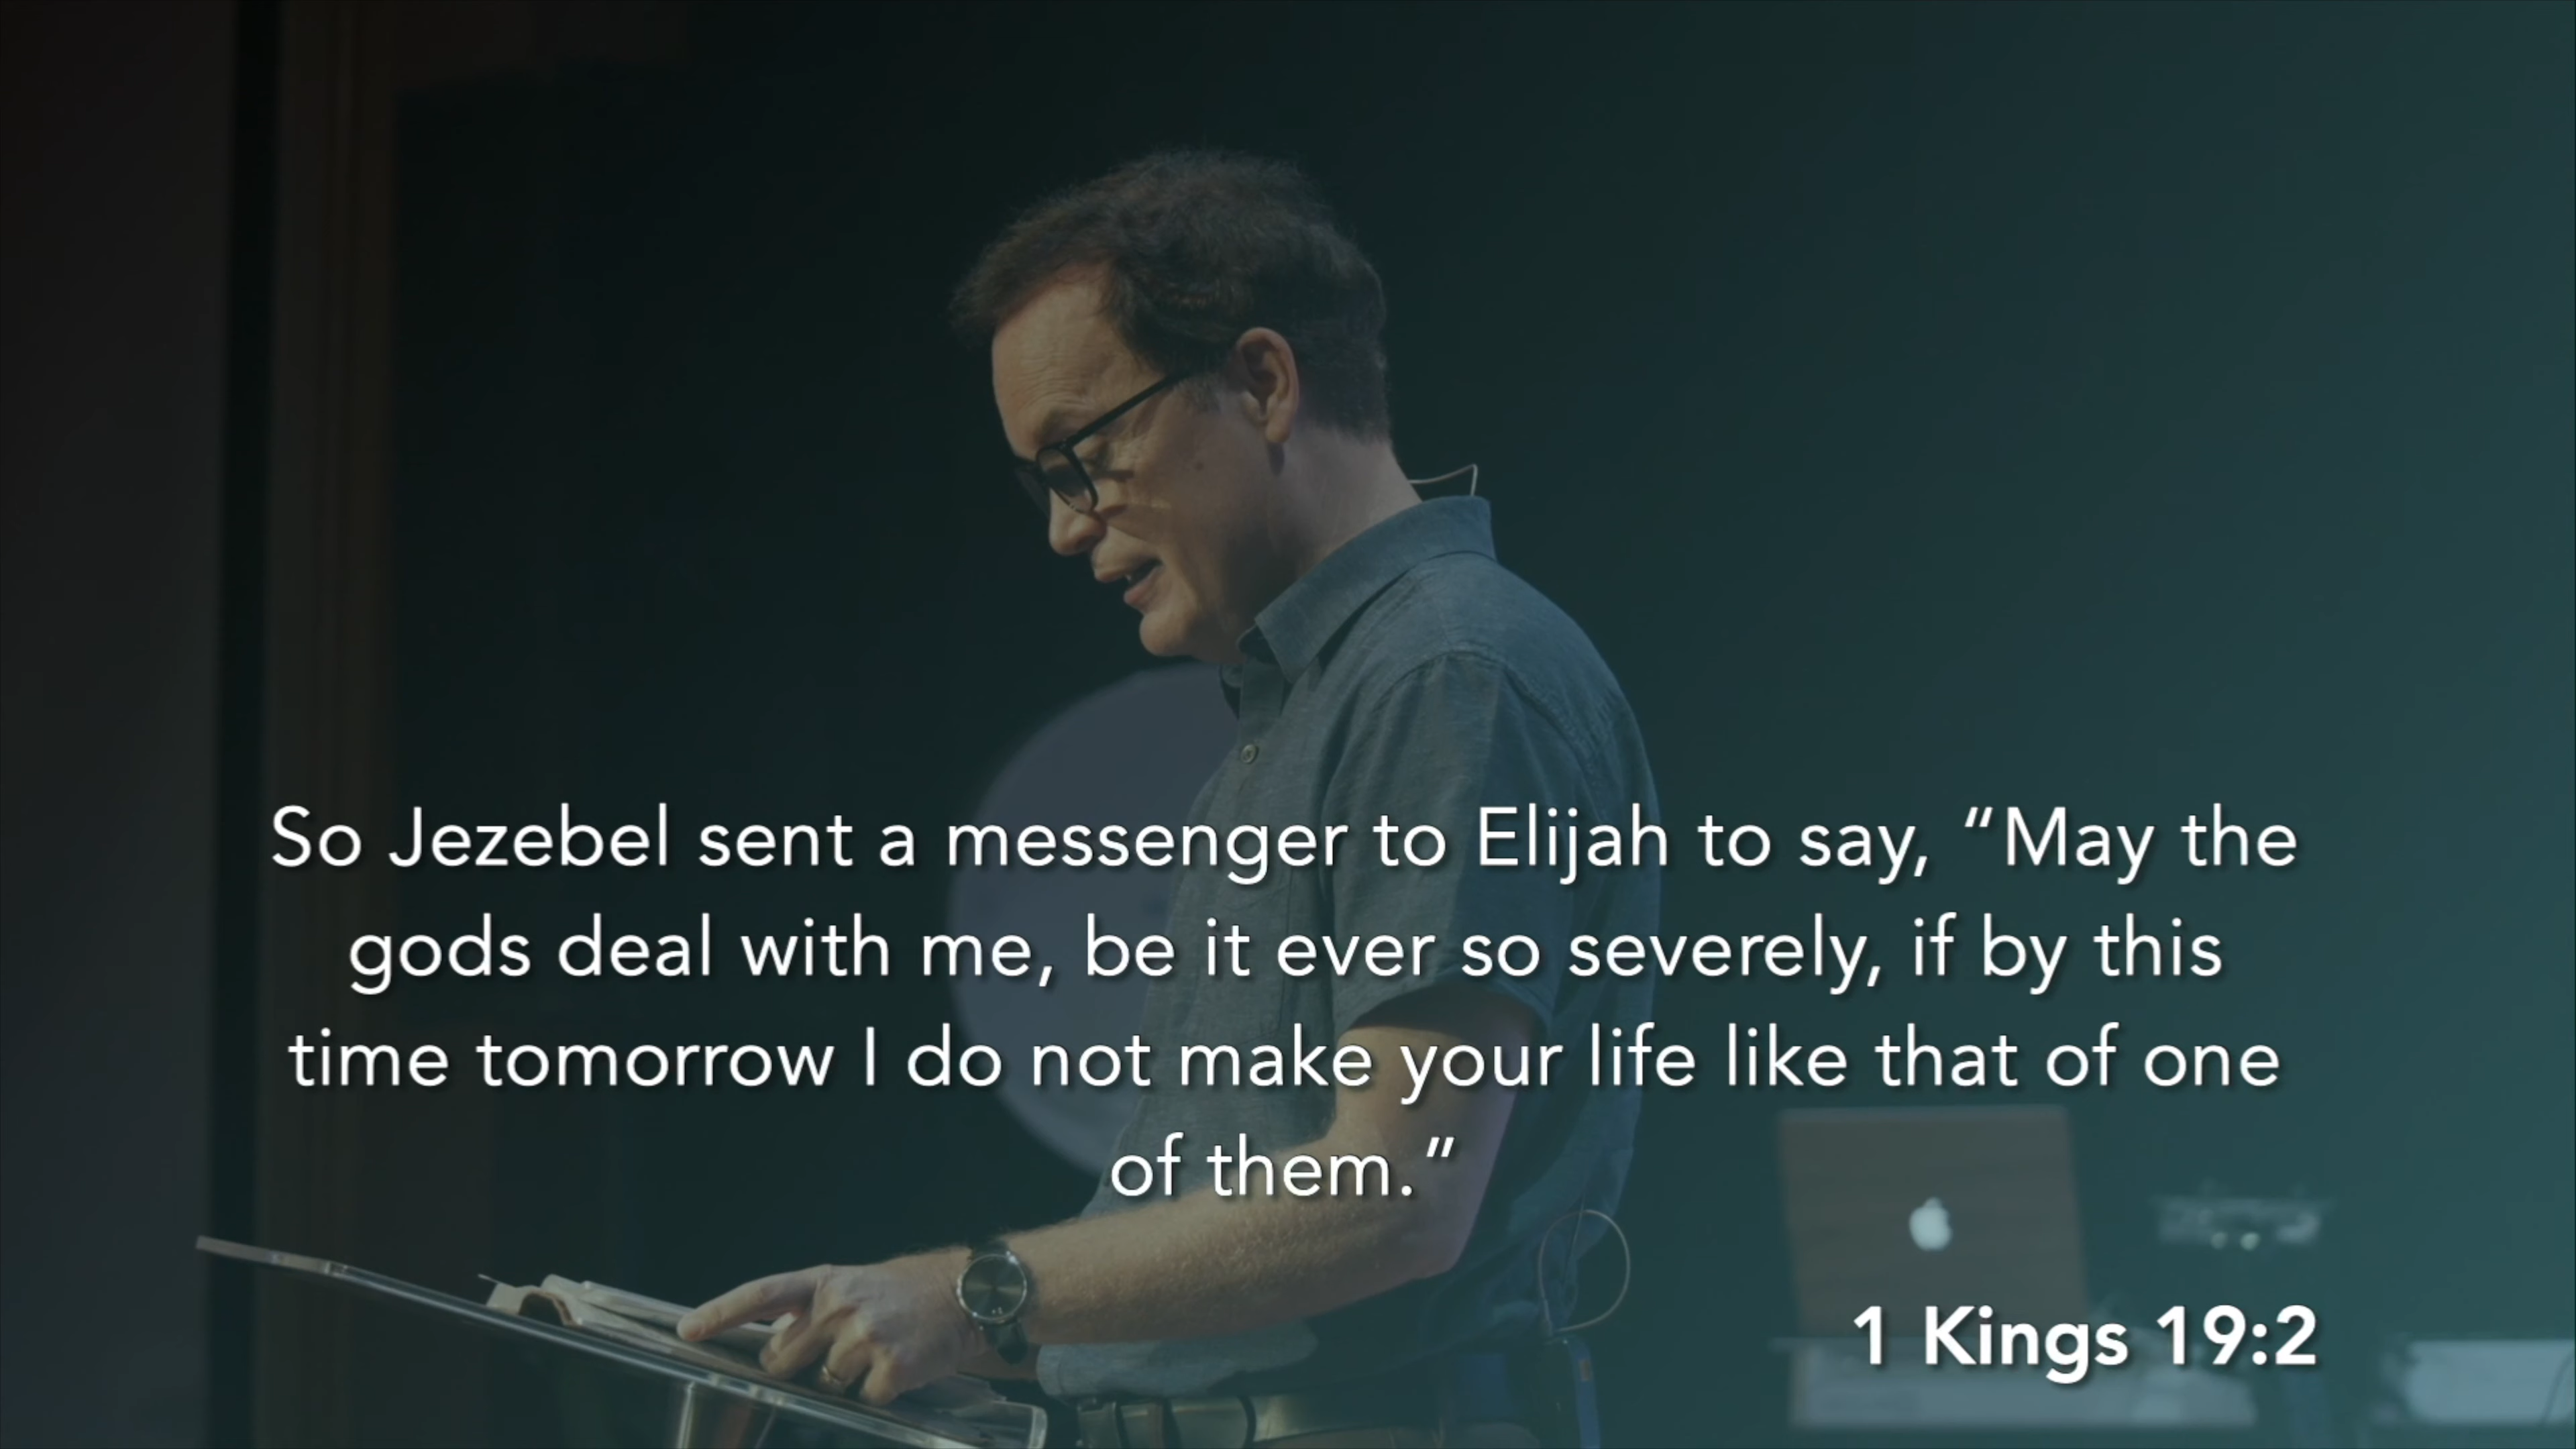 So Jezebel sent a messenger to Elijah to say, “May the
gods deal with me, be it ever so severely, if by this
time tomorrow I do not make your life like that of one
of them.”
1 Kings 19:2